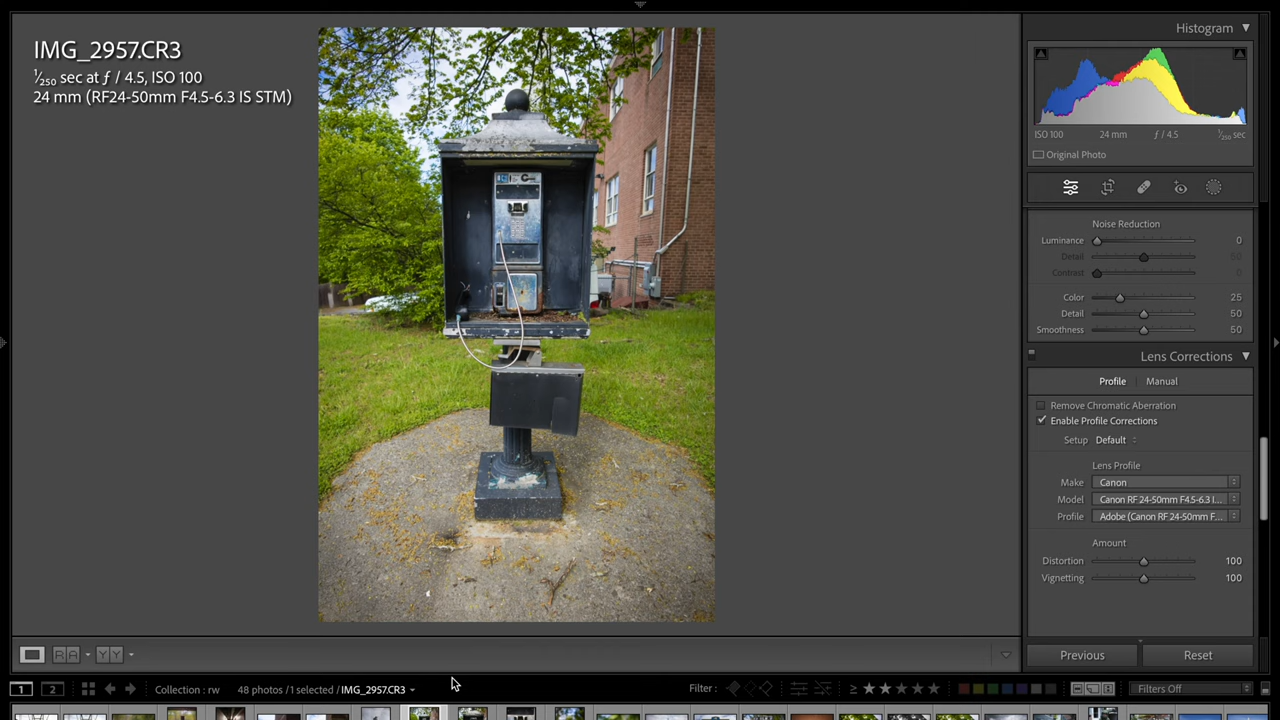 IMG_2957.CR3
1/250 sec at ƒ / 4.5, ISO 100
24 mm (RF24-50mm F4.5-6.3 IS STM)
Histogram
ISO 100 24 mm ƒ / 4.5 1/250 sec
Original Photo
Noise Reduction
Luminance 0
Detail 50
Contrast 0
Color 25
Detail 50
Smoothness 50
Lens Corrections
Profile Manual
Remove Chromatic Aberration
Enable Profile Corrections
Setup Default
Lens Profile
Make Canon
Model Canon RF 24-50mm F4.5-6.3 I...
Profile Adobe (Canon RF 24-50mm F...
Amount
Distortion 100
Vignetting 100
R A Y Y
Previous Reset
1 2 Collection : rw 48 photos / 1 selected / IMG_2957.CR3 Filter : ≥ ★ ★ ★ ★ ★ Filters Off